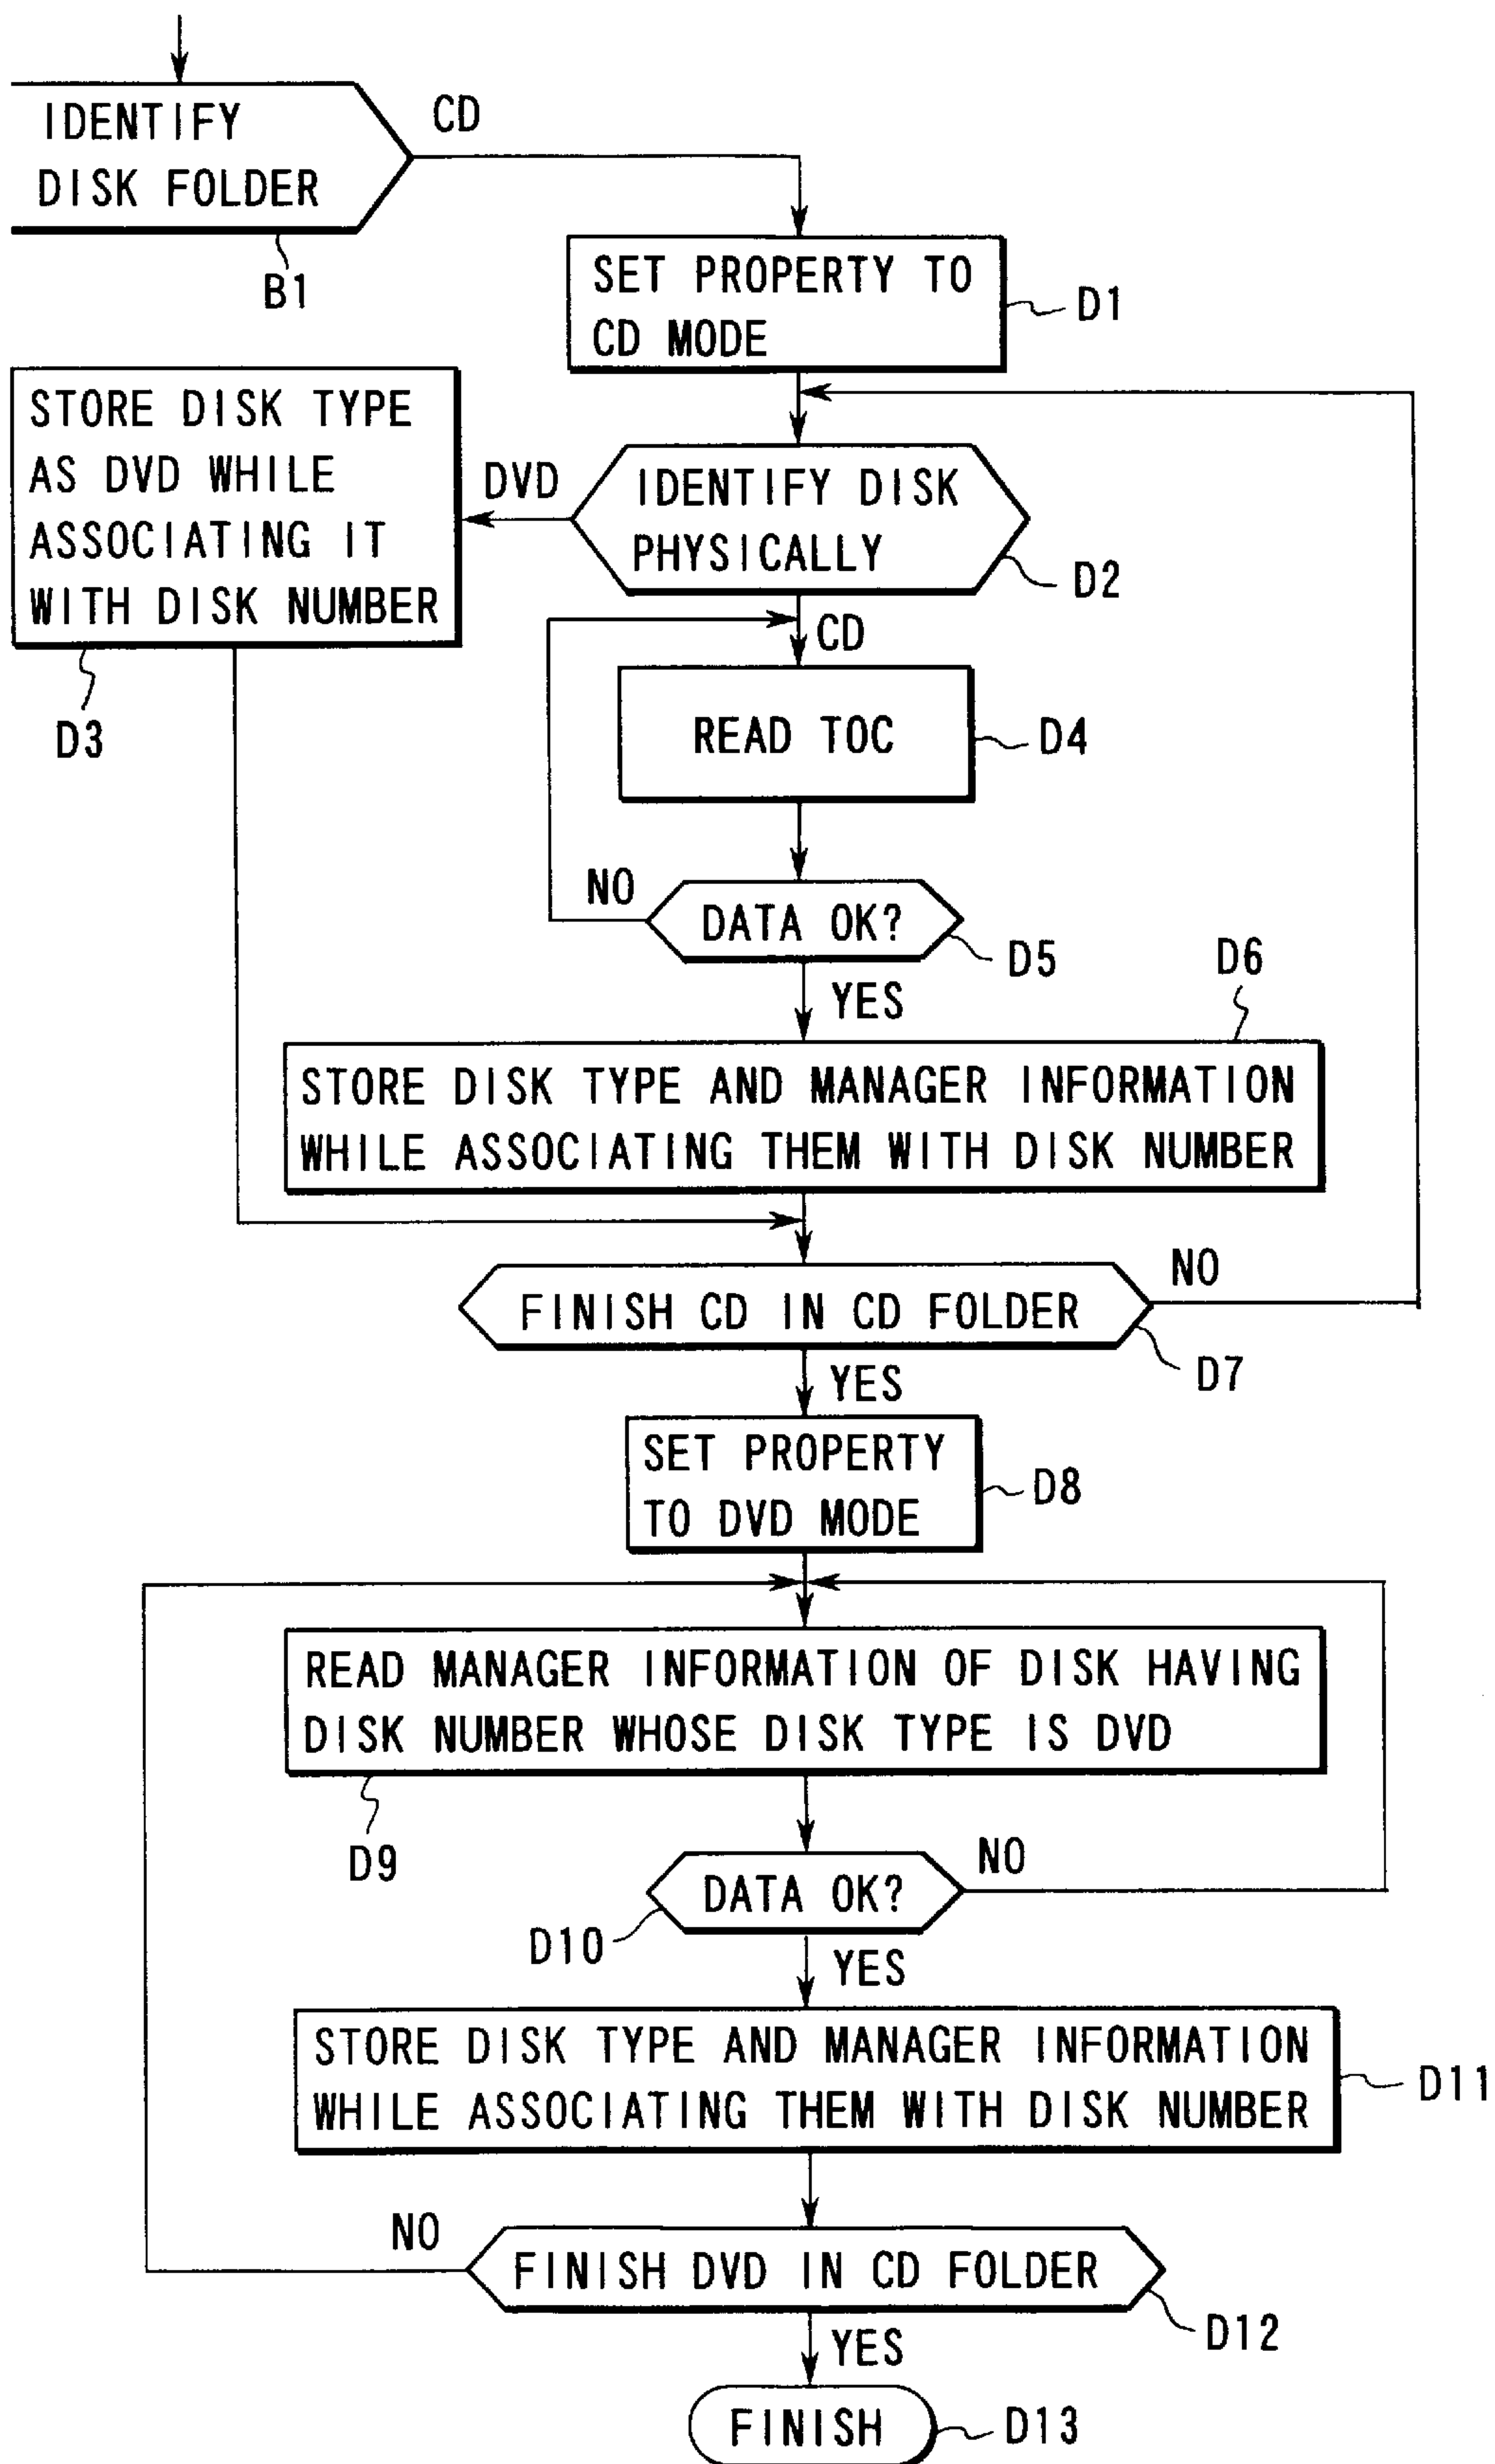 IDENTIFY
DISK FOLDER
CD
B1
SET PROPERTY TO
CD MODE
D1
STORE DISK TYPE
AS DVD WHILE
ASSOCIATING IT
WITH DISK NUMBER
D3
DVD
IDENTIFY DISK
PHYSICALLY
D2
CD
READ TOC
D4
NO
DATA OK?
D5
YES
D6
STORE DISK TYPE AND MANAGER INFORMATION
WHILE ASSOCIATING THEM WITH DISK NUMBER
FINISH CD IN CD FOLDER
NO
D7
YES
SET PROPERTY
TO DVD MODE
D8
READ MANAGER INFORMATION OF DISK HAVING
DISK NUMBER WHOSE DISK TYPE IS DVD
D9
DATA OK?
NO
D10
YES
STORE DISK TYPE AND MANAGER INFORMATION
WHILE ASSOCIATING THEM WITH DISK NUMBER
D11
NO
FINISH DVD IN CD FOLDER
D12
YES
FINISH
D13